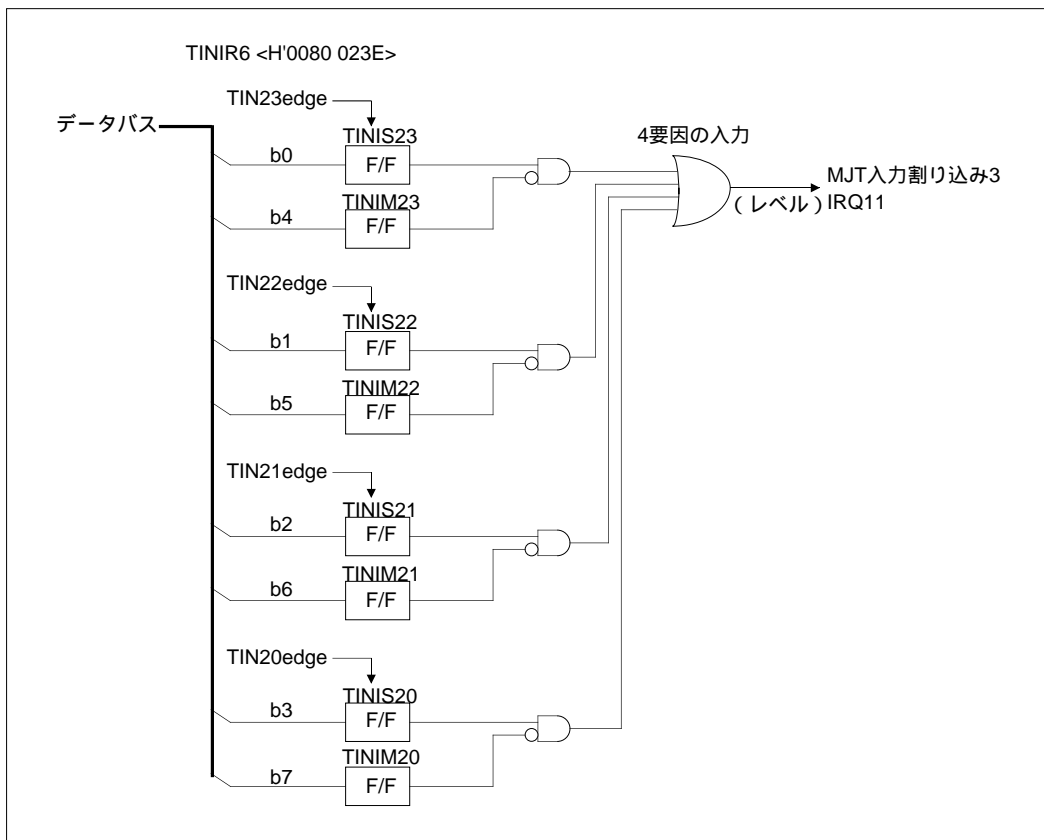 TINIR6 <H'0080 023E>
TIN23edge
データバス
TINIS23
4要因の入力
b0
F/F
MJT入力割り込み3
TINIM23
(レベル)
IRQ11
b4
F/F
TIN22edge
TINIS22
b1
F/F
TINIM22
b5
F/F
TIN21edge
TINIS21
b2
F/F
TINIM21
b6
F/F
TIN20edge
TINIS20
b3
F/F
TINIM20
b7
F/F